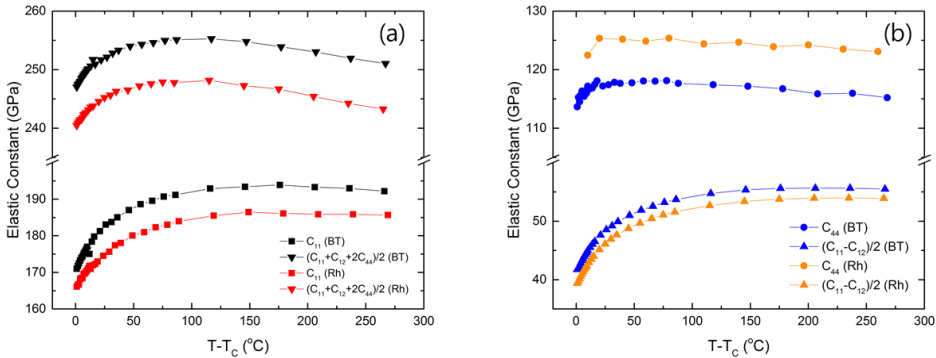 (a)
Elastic Constant (GPa)
260
250
240
190
180
170
160
C₁₁ (BT)
(C₁₁+C₁₂+2C₄₄)/2 (BT)
C₁₁ (Rh)
(C₁₁+C₁₂+2C₄₄)/2 (Rh)
0 50 100 150 200 250 300
T-T_C (°C)
(b)
Elastic Constant (GPa)
130
120
110
50
40
C₄₄ (BT)
(C₁₁-C₁₂)/2 (BT)
C₄₄ (Rh)
(C₁₁-C₁₂)/2 (Rh)
0 50 100 150 200 250 300
T-T_C (°C)